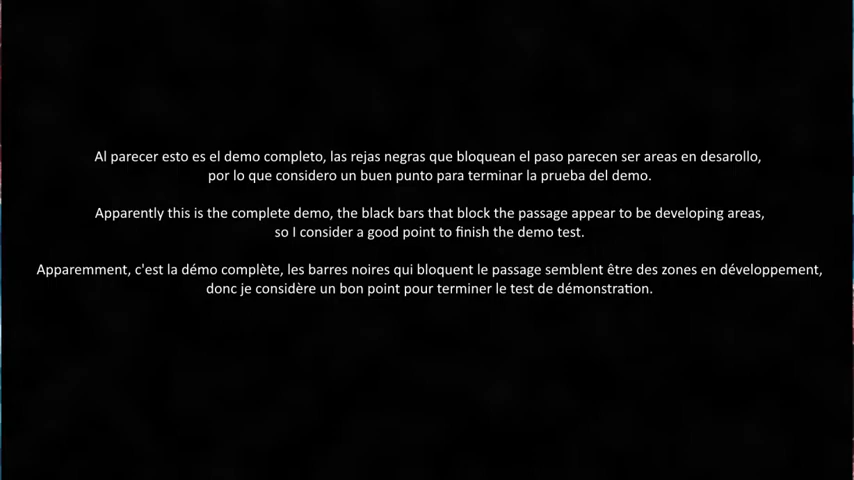 Al parecer esto es el demo completo, las rejas negras que bloquean el paso parecen ser areas en desarollo,
por lo que considero un buen punto para terminar la prueba del demo.
Apparently this is the complete demo, the black bars that block the passage appear to be developing areas,
so I consider a good point to finish the demo test.
Apparemment, c'est la démo complète, les barres noires qui bloquent le passage semblent être des zones en développement,
donc je considère un bon point pour terminer le test de démonstration.